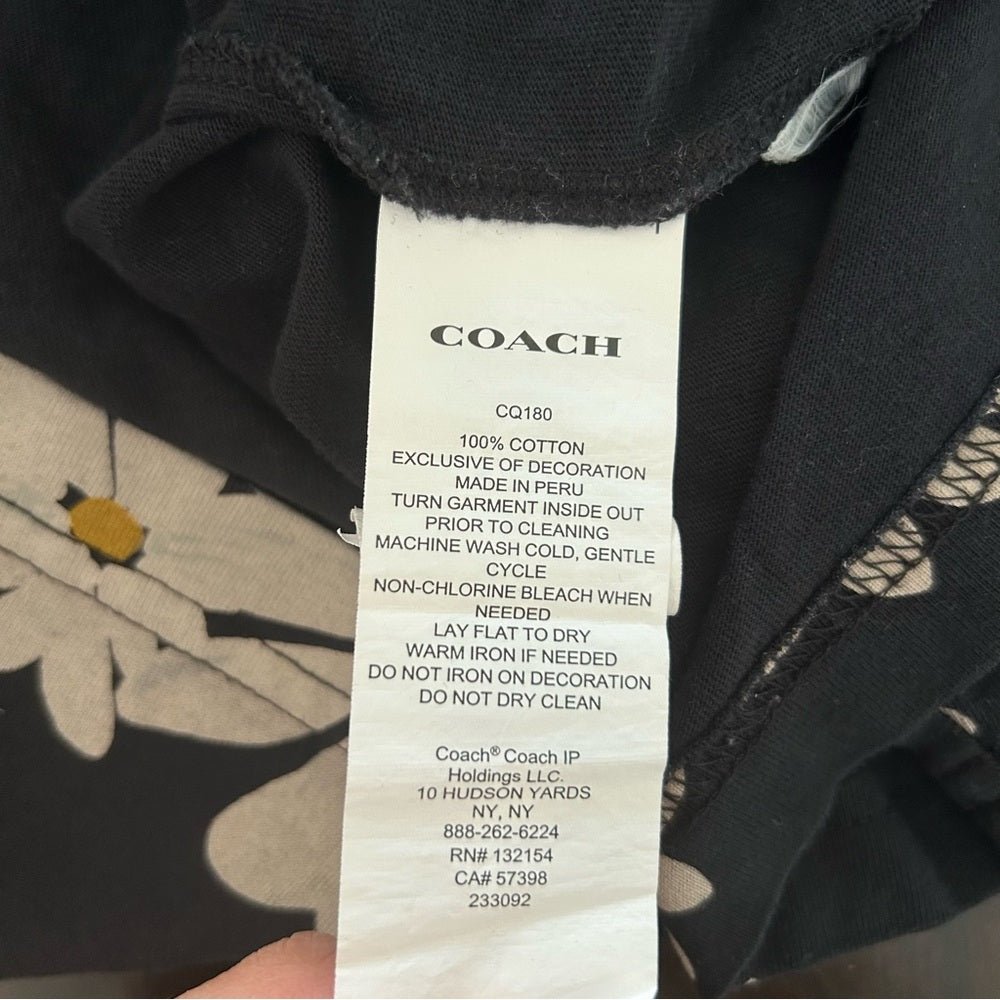 COACH
CQ180
100% COTTON
EXCLUSIVE OF DECORATION
MADE IN PERU
TURN GARMENT INSIDE OUT
PRIOR TO CLEANING
MACHINE WASH COLD, GENTLE
CYCLE
NON-CHLORINE BLEACH WHEN
NEEDED
LAY FLAT TO DRY
WARM IRON IF NEEDED
DO NOT IRON ON DECORATION
DO NOT DRY CLEAN
Coach® Coach IP
Holdings LLC.
10 HUDSON YARDS
NY, NY
888-262-6224
RN# 132154
CA# 57398
233092